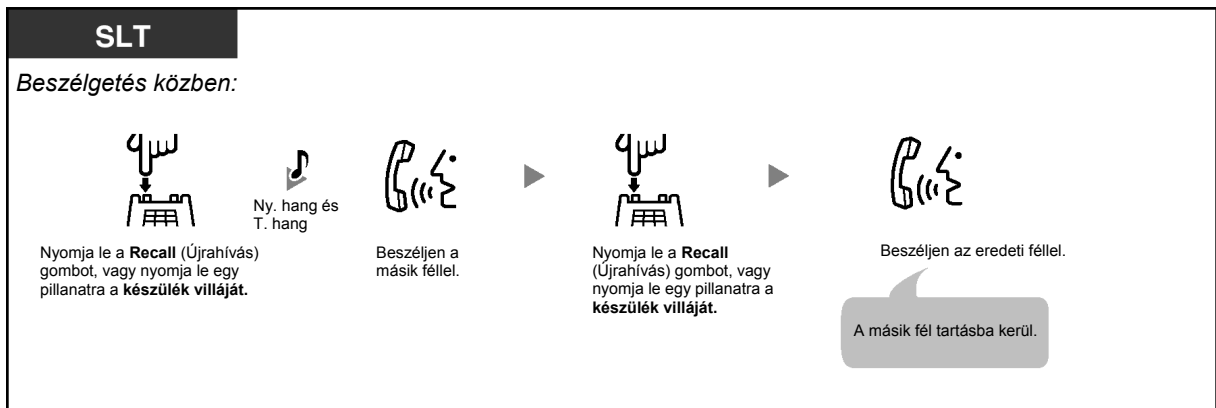 SLT
Beszélgetés közben:
Ny. hang és
T. hang
Nyomja le a Recall (Újrahívás)
gombot, vagy nyomja le egy
pillanatra a készülék villáját.
Beszéljen a
másik féllel.
Nyomja le a Recall
(Újrahívás) gombot, vagy
nyomja le egy pillanatra a
készülék villáját.
Beszéljen az eredeti féllel.
A másik fél tartásba kerül.